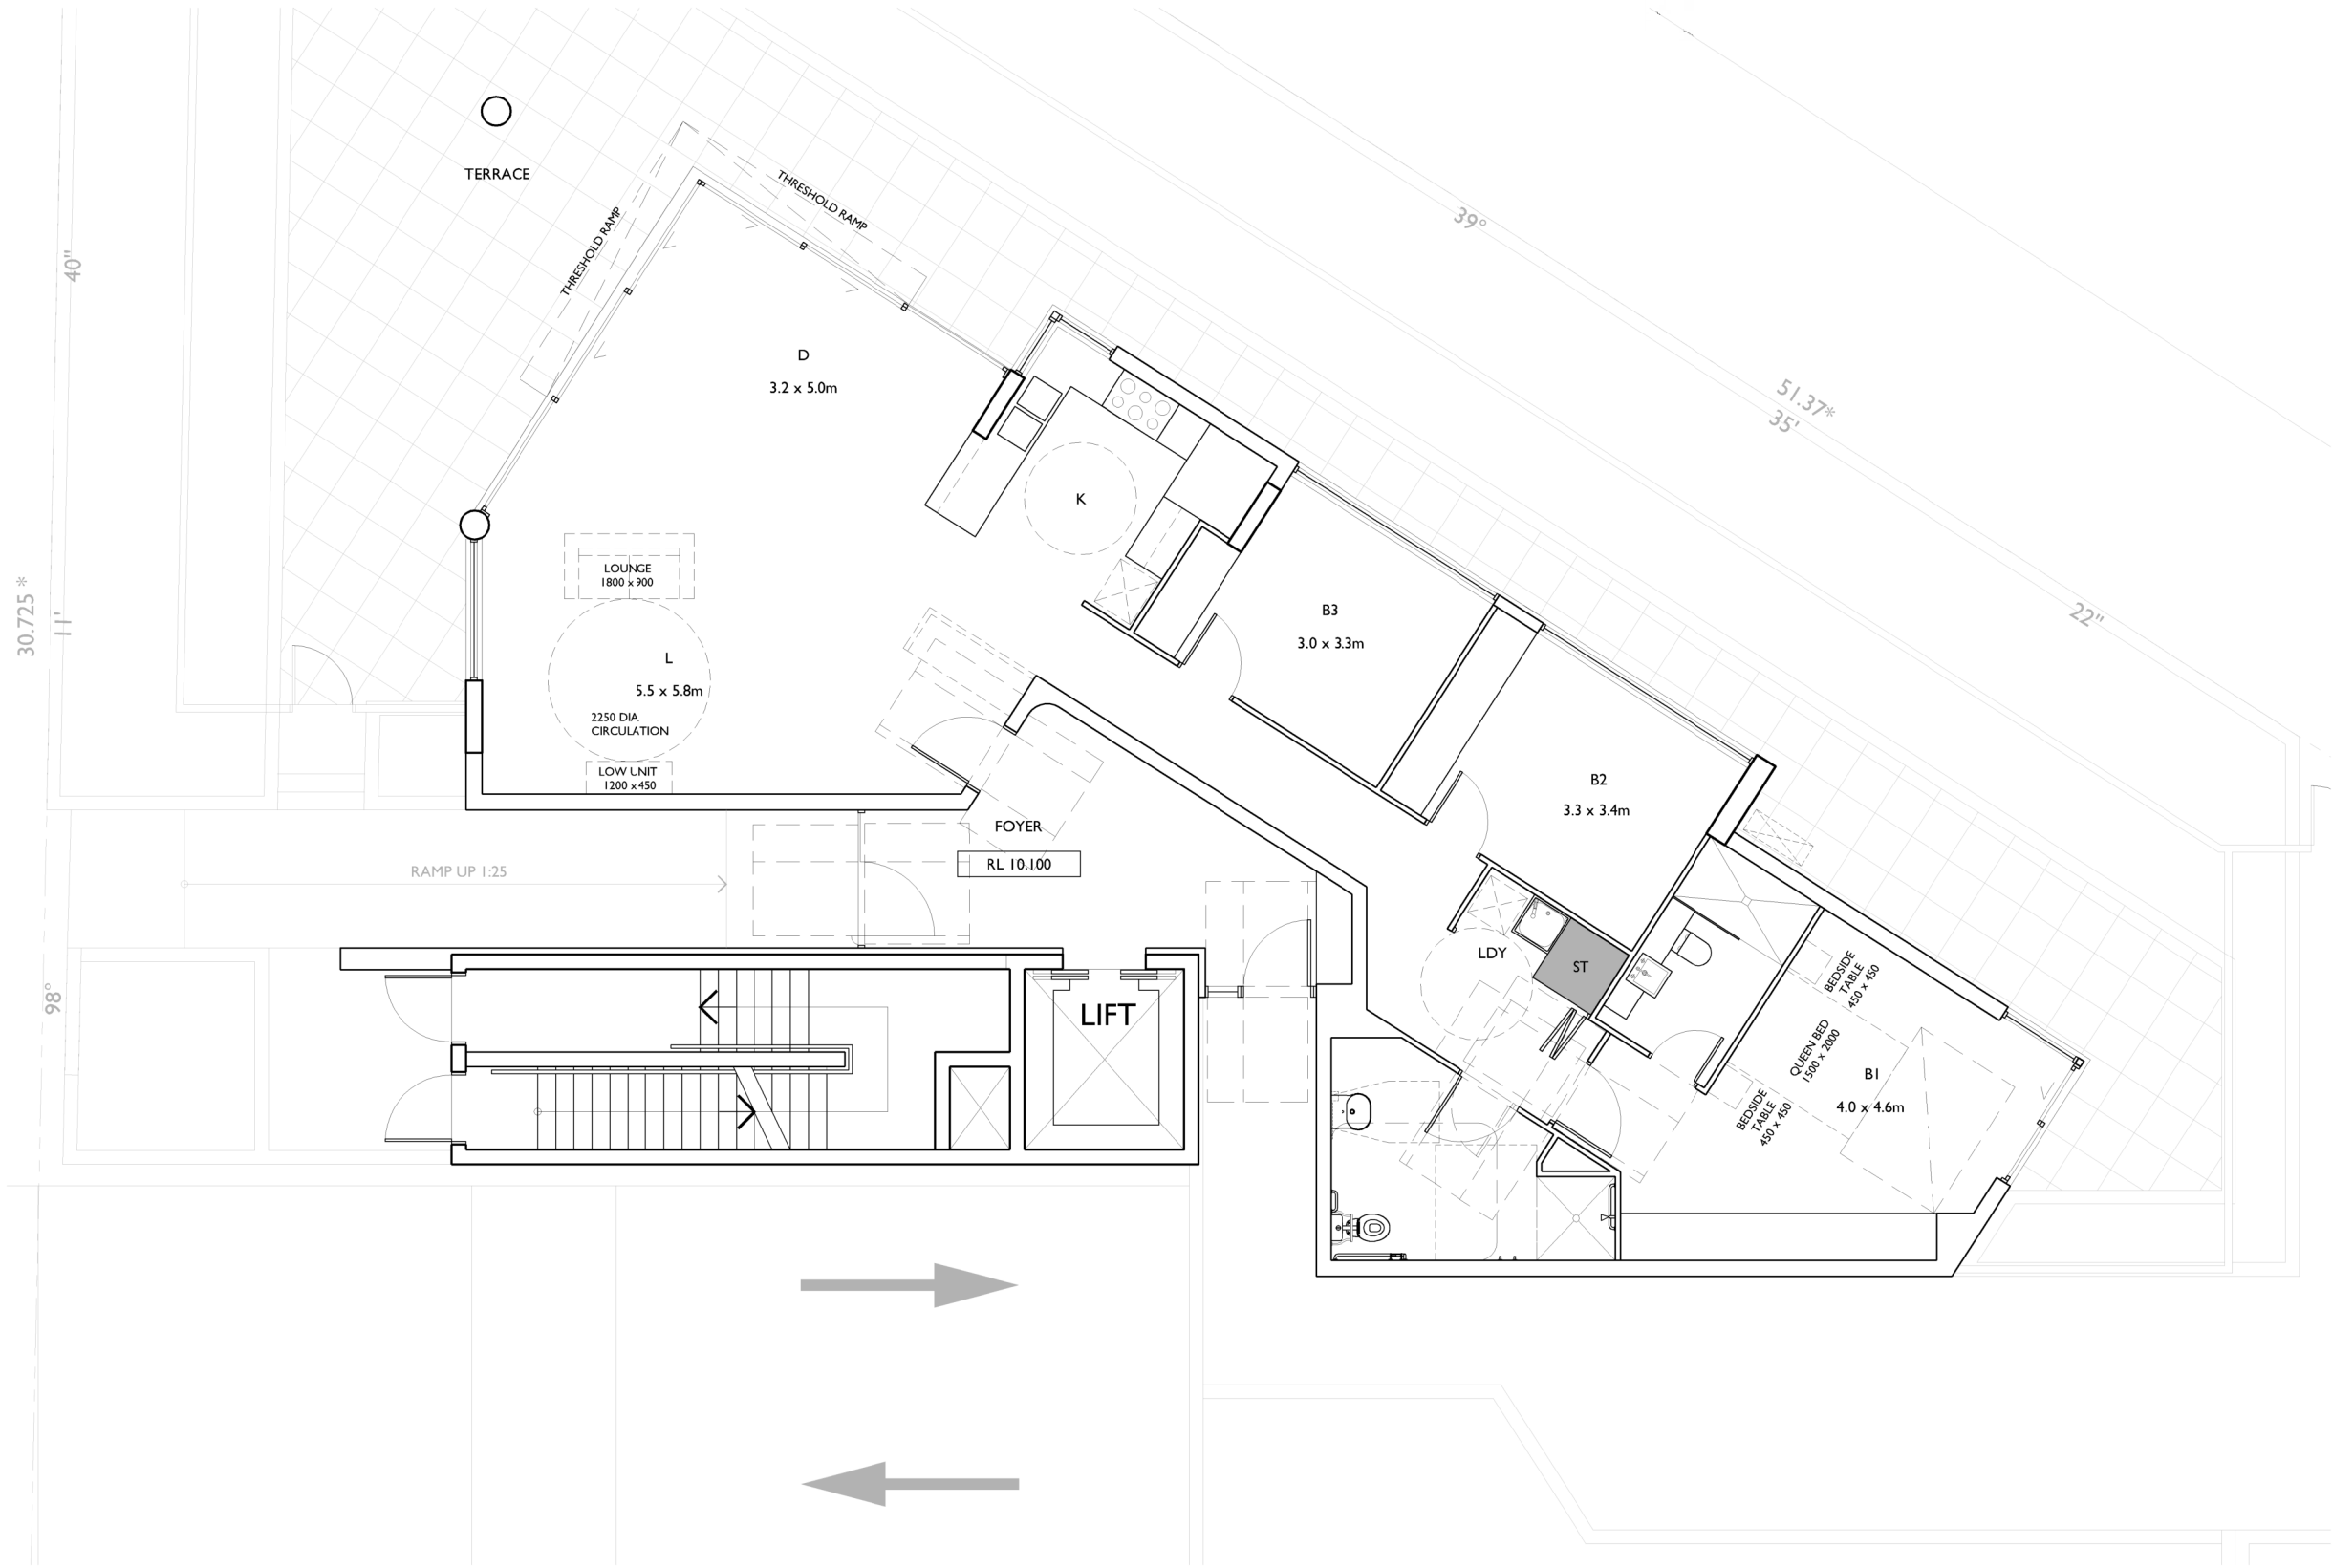 TERRACE
THRESHOLD RAMP
THRESHOLD RAMP
40"
39°
51.37*
35'
22"
30.725 *
11'
98°
D
3.2 x 5.0m
K
LOUNGE
1800 x 900
L
5.5 x 5.8m
2250 DIA.
CIRCULATION
LOW UNIT
1200 x 450
B3
3.0 x 3.3m
B2
3.3 x 3.4m
FOYER
RL 10.100
RAMP UP 1:25
LIFT
LDY
ST
BEDSIDE
TABLE
450 x 450
QUEEN BED
1500 x 2000
BEDSIDE
TABLE
450 x 450
B1
4.0 x 4.6m